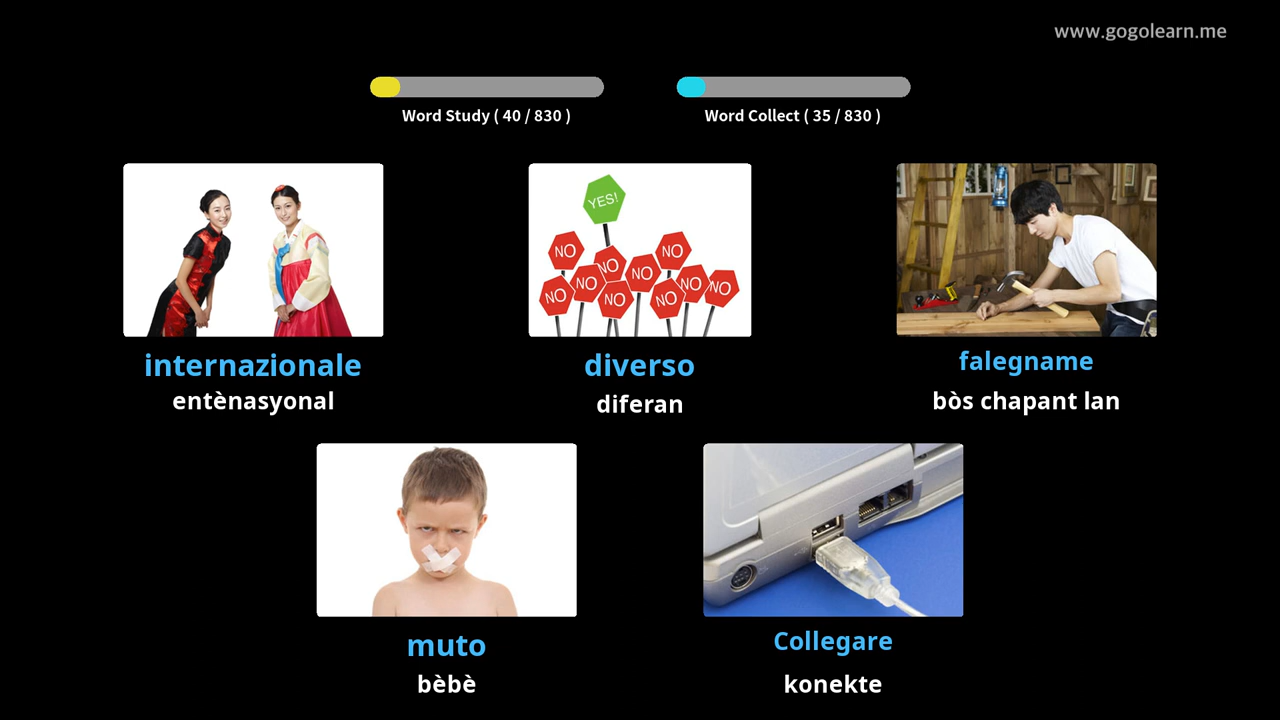 www.gogolearn.me
Word Study ( 40 / 830 )
Word Collect ( 35 / 830 )
YES!
NO
NO
NO
NO
NO
NO
NO
NO
NO
NO
internazionale
diverso
falegname
entènasyonal
diferan
bòs chapant lan
muto
Collegare
bèbè
konekte